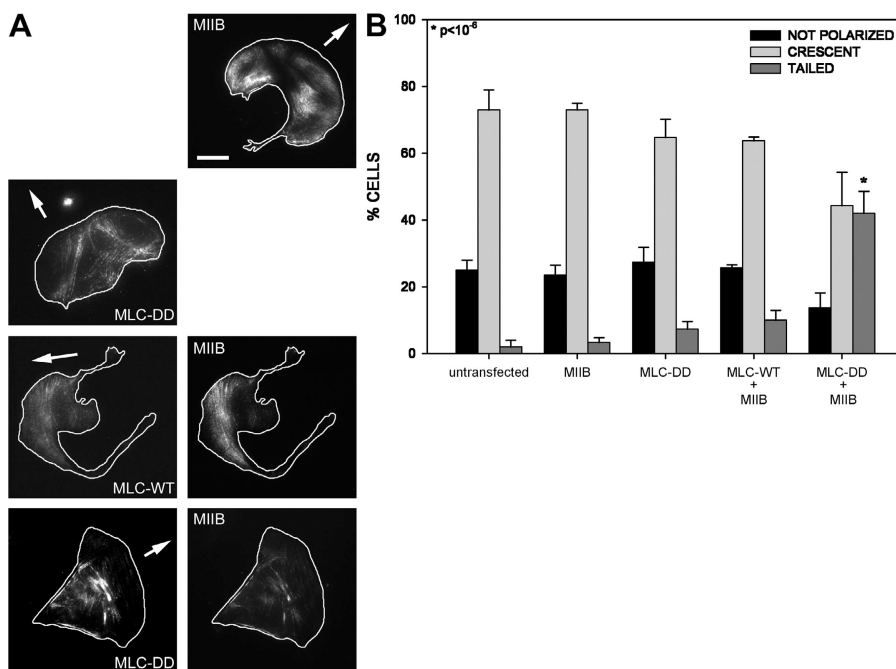 A
MIIB
MLC-DD
MLC-WT
MIIB
MLC-DD
MIIB
B
* p<10-6
NOT POLARIZED
CRESCENT
TAILED
% CELLS
100
80
60
40
20
0
*
untransfected
MIIB
MLC-DD
MLC-WT
+
MIIB
MLC-DD
+
MIIB